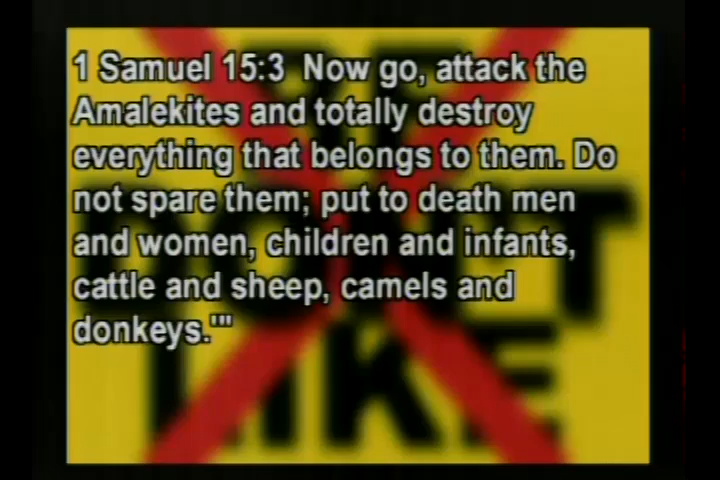 1 Samuel 15:3 Now go, attack the
Amalekites and totally destroy
everything that belongs to them. Do
not spare them; put to death men
and women, children and infants,
cattle and sheep, camels and
donkeys.'"
LIKE